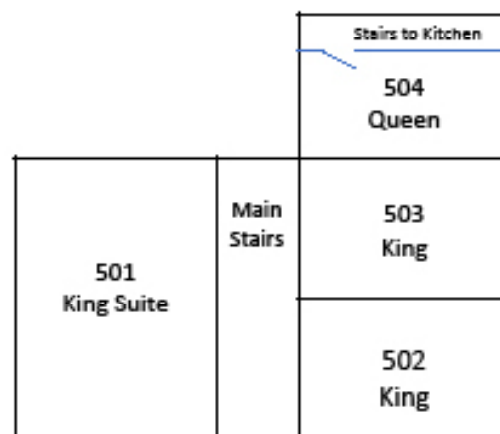 Stairs to Kitchen
504
Queen
Main
Stairs
503
King
501
King Suite
502
King